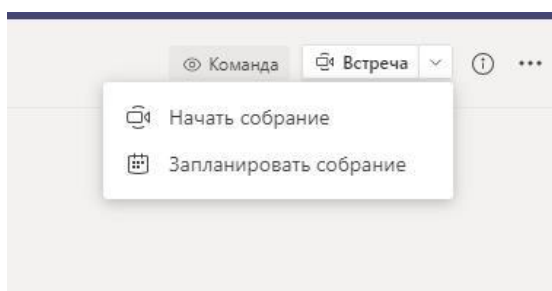 Команда
Встреча
Начать собрание
Запланировать собрание